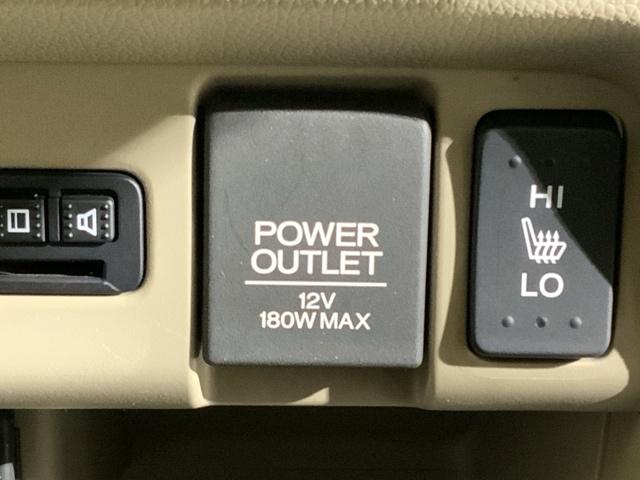 POWER
OUTLET
12V
180W MAX
HI
LO